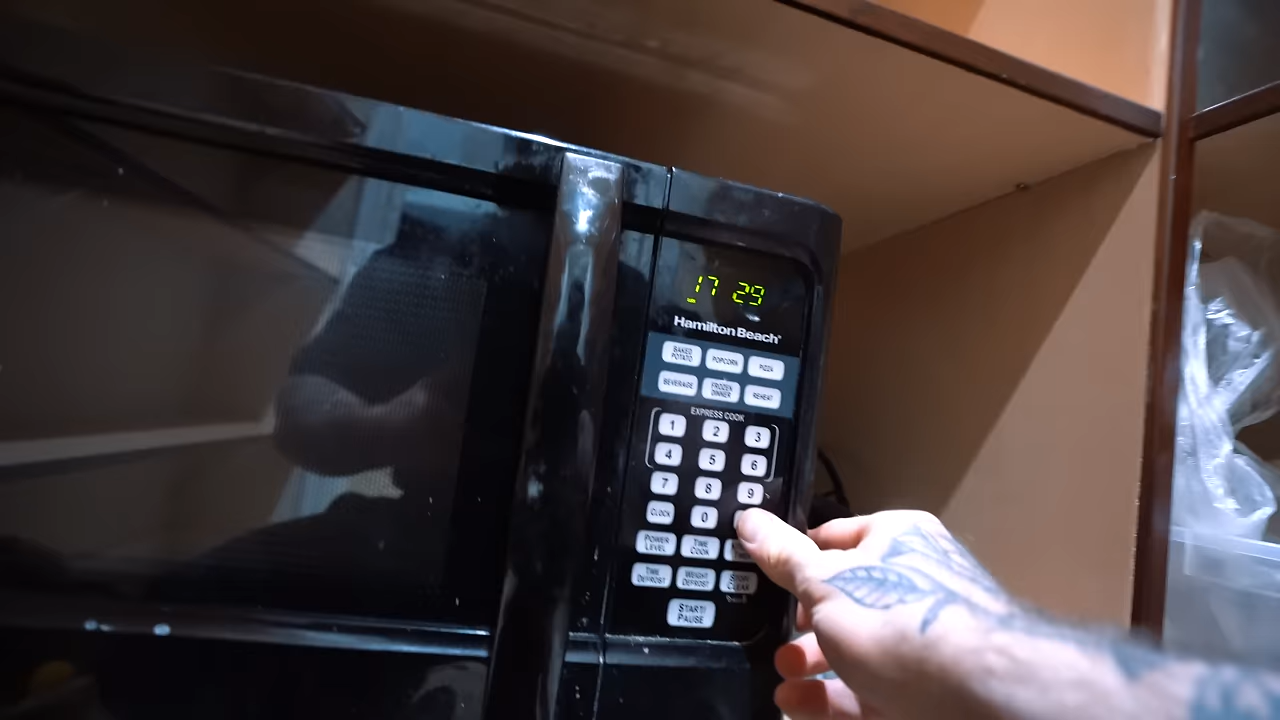 17 29
Hamilton Beach
BAKED POTATO
POPCORN
PIZZA
BEVERAGE
FROZEN DINNER
REHEAT
EXPRESS COOK
1
2
3
4
5
6
7
8
9
CLOCK
0
POWER LEVEL
TIME COOK
TIME DEFROST
WEIGHT DEFROST
STOP/ CLEAR
START/ PAUSE